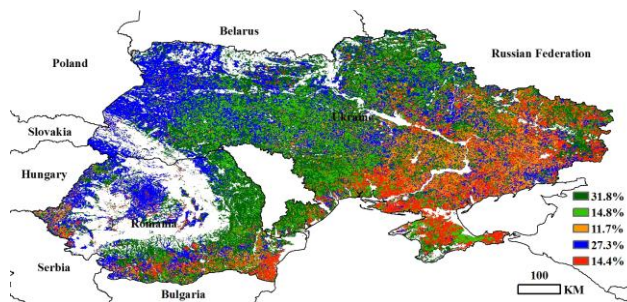 Belarus
Poland
Russian Federation
Ukraine
Slovakia
Hungary
Romania
Serbia
Bulgaria
31.8%
14.8%
11.7%
27.3%
14.4%
100
KM